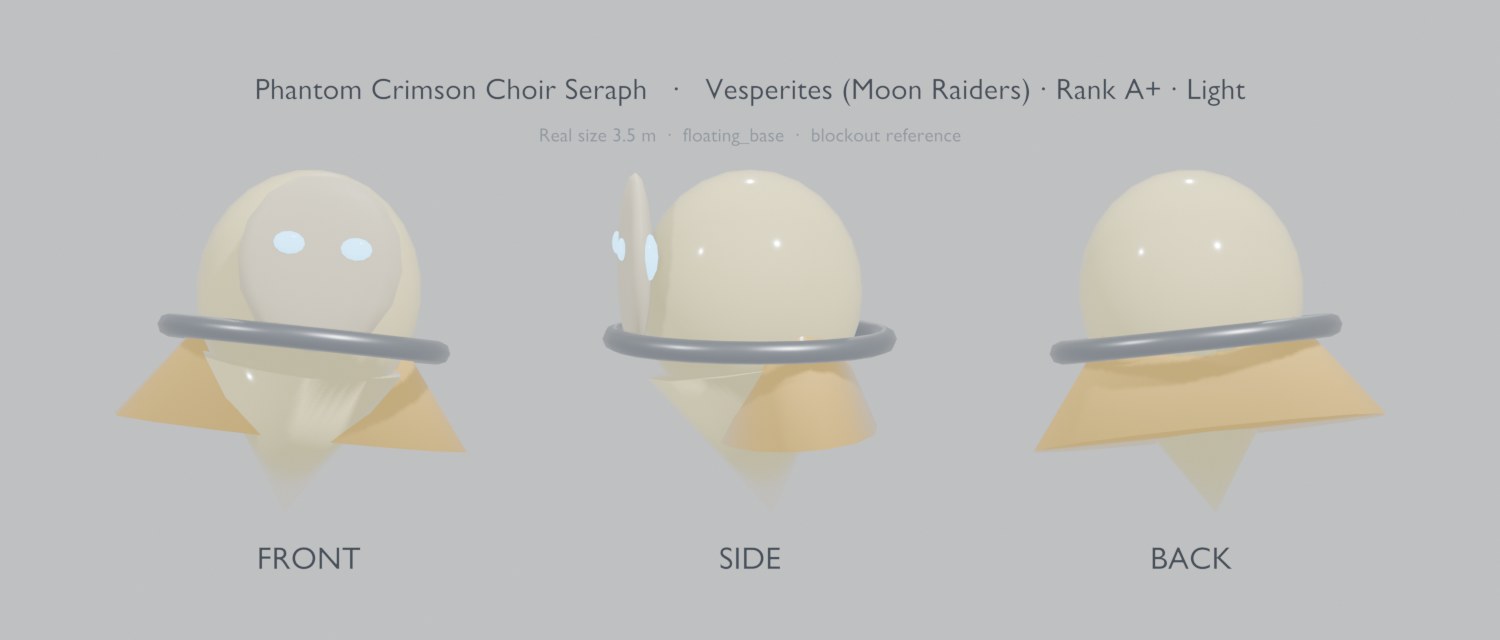 Phantom Crimson Choir Seraph · Vesperites (Moon Raiders) · Rank A+ · Light
Real size 3.5 m · floating_base · blockout reference
FRONT SIDE BACK